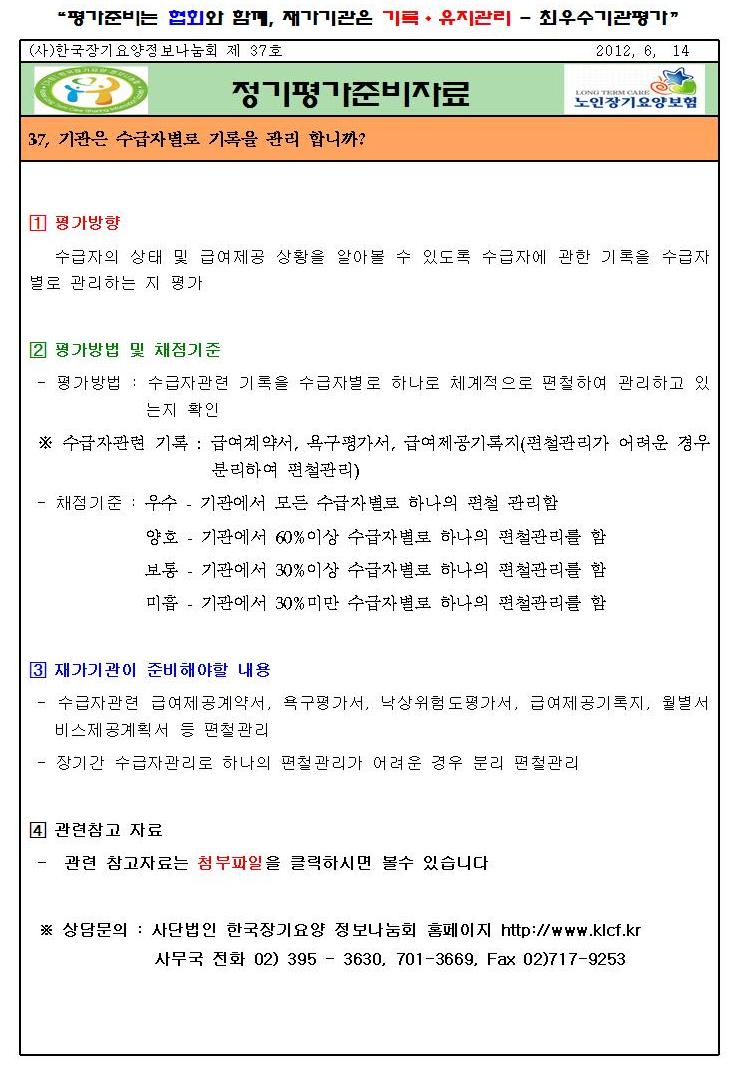 “평가준비는 협회와 함께, 재가기관은 기록·유지관리 - 최우수기관평가”
(사)한국장기요양정보나눔회 제 37호 2012, 6, 14
정기평가준비자료
LONG TERM CARE
노인장기요양보험
37, 기관은 수급자별로 기록을 관리 합니까?
1 평가방향
수급자의 상태 및 급여제공 상황을 알아볼 수 있도록 수급자에 관한 기록을 수급자
별로 관리하는 지 평가
2 평가방법 및 채점기준
- 평가방법 : 수급자관련 기록을 수급자별로 하나로 체계적으로 편철하여 관리하고 있
는지 확인
※ 수급자관련 기록 : 급여계약서, 욕구평가서, 급여제공기록지(편철관리가 어려운 경우
분리하여 편철관리)
- 채점기준 : 우수 - 기관에서 모든 수급자별로 하나의 편철 관리함
양호 - 기관에서 60%이상 수급자별로 하나의 편철관리를 함
보통 - 기관에서 30%이상 수급자별로 하나의 편철관리를 함
미흡 - 기관에서 30%미만 수급자별로 하나의 편철관리를 함
3 재가기관이 준비해야할 내용
- 수급자관련 급여제공계약서, 욕구평가서, 낙상위험도평가서, 급여제공기록지, 월별서
비스제공계획서 등 편철관리
- 장기간 수급자관리로 하나의 편철관리가 어려운 경우 분리 편철관리
4 관련참고 자료
- 관련 참고자료는 첨부파일을 클릭하시면 볼수 있습니다
※ 상담문의 : 사단법인 한국장기요양 정보나눔회 홈페이지 http://www.klcf.kr
사무국 전화 02) 395 - 3630, 701-3669, Fax 02)717-9253